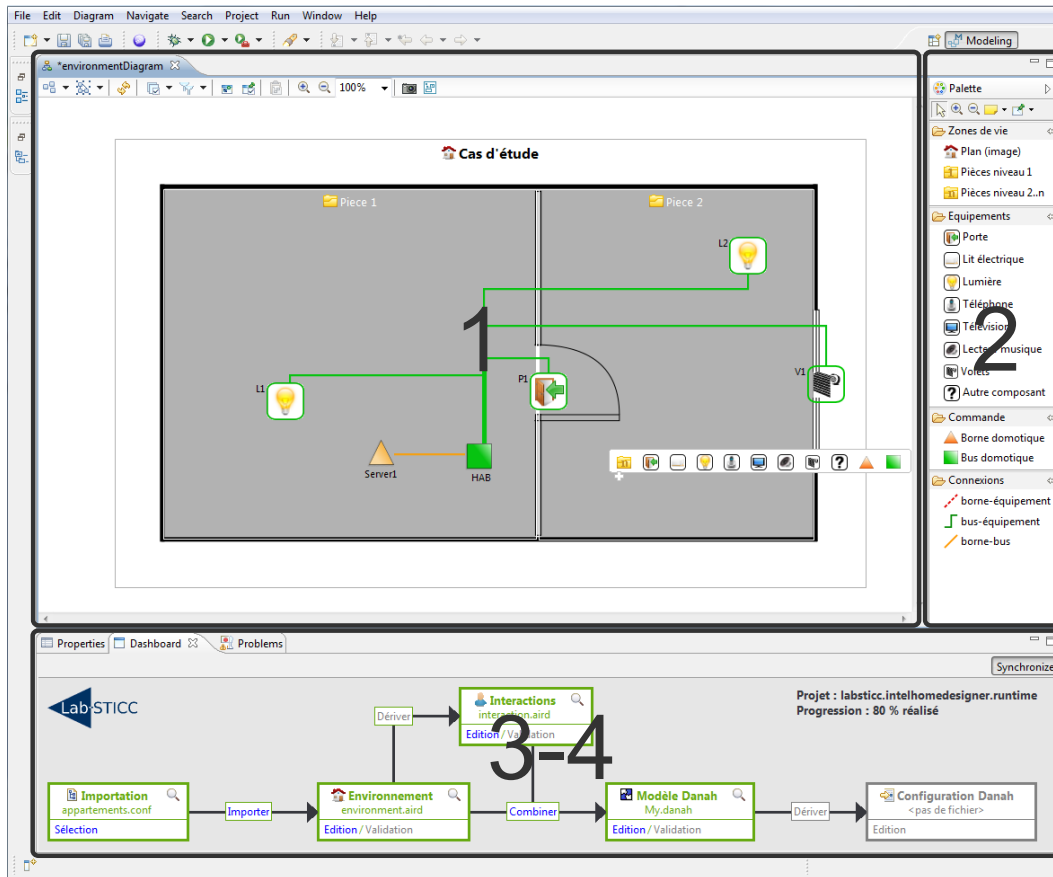 File Edit Diagram Navigate Search Project Run Window Help
Modeling
*environmentDiagram
100%
Palette
Zones de vie
Plan (image)
Pièces niveau 1
Pièces niveau 2..n
Equipements
Porte
Lit électrique
Lumière
Téléphone
Télévision
Lecteur musique
Volets
Autre composant
Commande
Borne domotique
Bus domotique
Connexions
borne-équipement
bus-équipement
borne-bus
2
Cas d'étude
Piece 1
Piece 2
L2
1
L1
P1
V1
Server1
HAB
Properties Dashboard Problems
Synchronize
Lab-STICC
Projet : labsticc.intelhomedesigner.runtime
Progression : 80 % réalisé
Dériver
Interactions
interaction.aird
Edition / Validation
3-4
Importation
appartements.conf
Sélection
Importer
Environnement
environment.aird
Edition / Validation
Combiner
Modèle Danah
My.danah
Edition / Validation
Dériver
Configuration Danah
<pas de fichier>
Edition